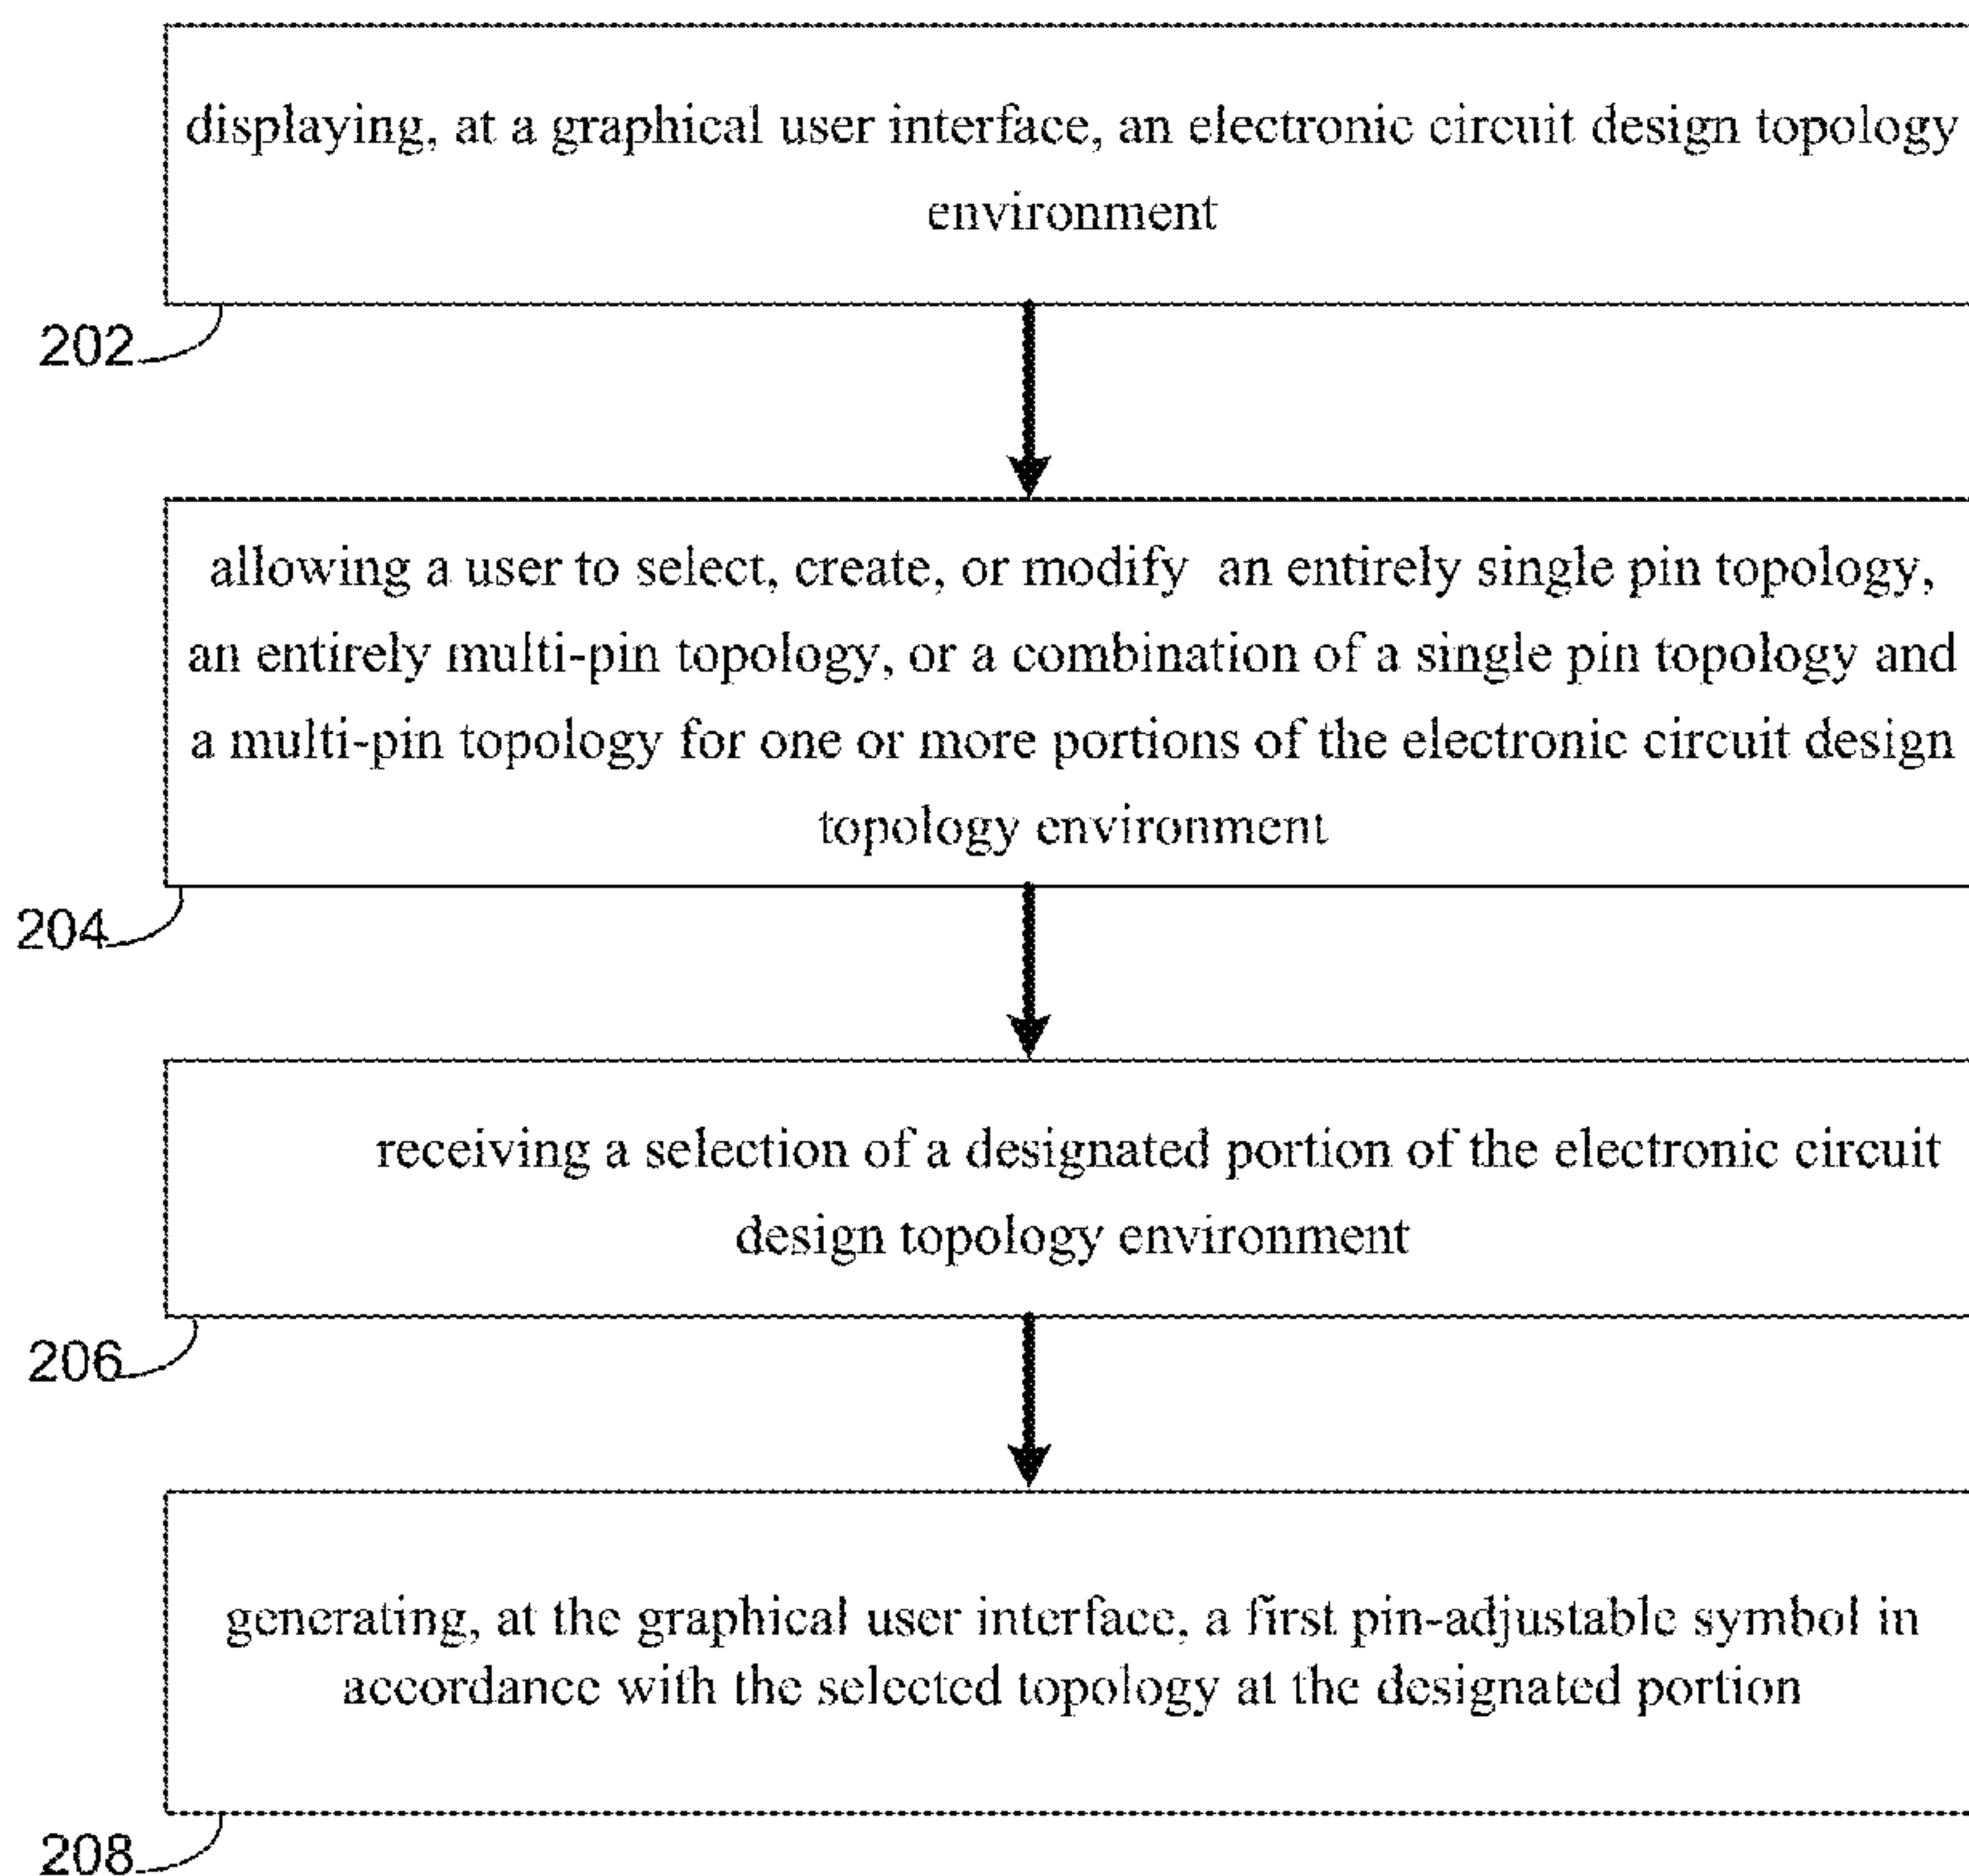 displaying, at a graphical user interface, an electronic circuit design topology
environment
202
allowing a user to select, create, or modify an entirely single pin topology,
an entirely multi-pin topology, or a combination of a single pin topology and
a multi-pin topology for one or more portions of the electronic circuit design
topology environment
204
receiving a selection of a designated portion of the electronic circuit
design topology environment
206
generating, at the graphical user interface, a first pin-adjustable symbol in
accordance with the selected topology at the designated portion
208